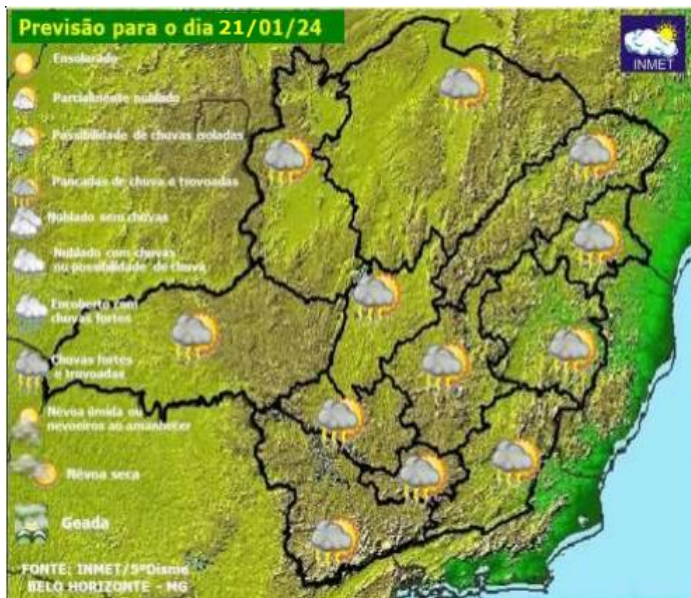 Previsão para o dia 21/01/24
INMET
Ensolarado
Parcialmente nublado
Possibilidade de chuvas isoladas
Pancadas de chuva e trovoadas
Nublado sem chuvas
Nublado com chuvas
ou possibilidade de chuva
Encoberto com
chuvas fortes
Chuvas fortes
e trovoadas
Névoa úmida ou
nevoeiros ao amanhecer
Névoa seca
Geada
FONTE: INMET/5ºDisme
BELO HORIZONTE - MG